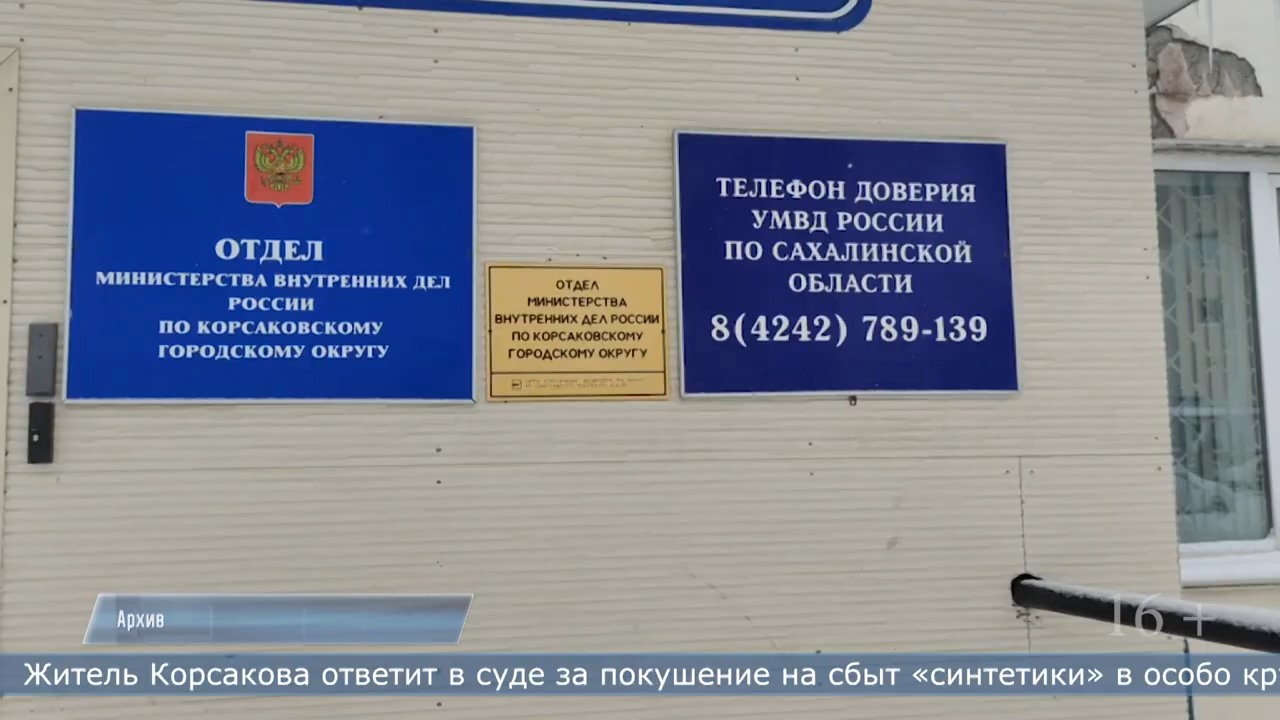 ОТДЕЛ
МИНИСТЕРСТВА ВНУТРЕННИХ ДЕЛ
РОССИИ
ПО КОРСАКОВСКОМУ
ГОРОДСКОМУ ОКРУГУ
ОТДЕЛ
МИНИСТЕРСТВА
ВНУТРЕННИХ ДЕЛ РОССИИ
ПО КОРСАКОВСКОМУ
ГОРОДСКОМУ ОКРУГУ
ТЕЛЕФОН ДОВЕРИЯ
УМВД РОССИИ
ПО САХАЛИНСКОЙ
ОБЛАСТИ
8(4242) 789-139
Архив
16 +
Житель Корсакова ответит в суде за покушение на сбыт «синтетики» в особо кр